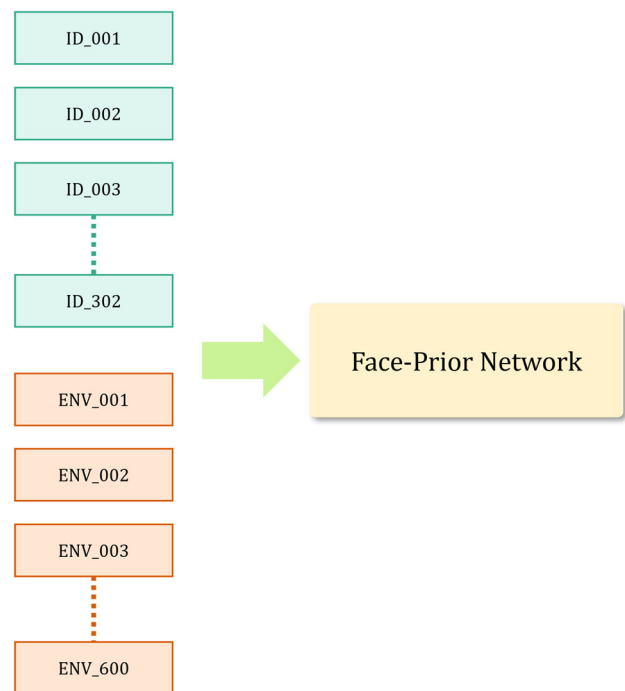 ID_001
ID_002
ID_003
ID_302
Face-Prior Network
ENV_001
ENV_002
ENV_003
ENV_600